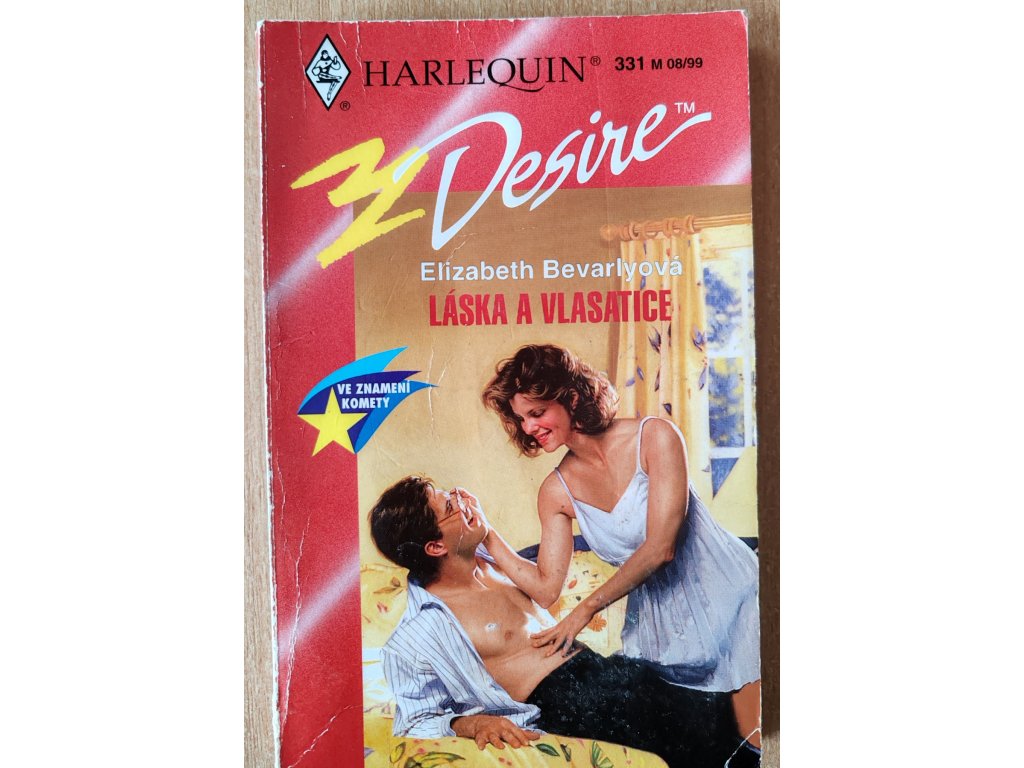 HARLEQUIN® 331 M 08/99
Desire™
Elizabeth Bevarlyová
LÁSKA A VLASATICE
VE ZNAMENÍ
KOMETY
®